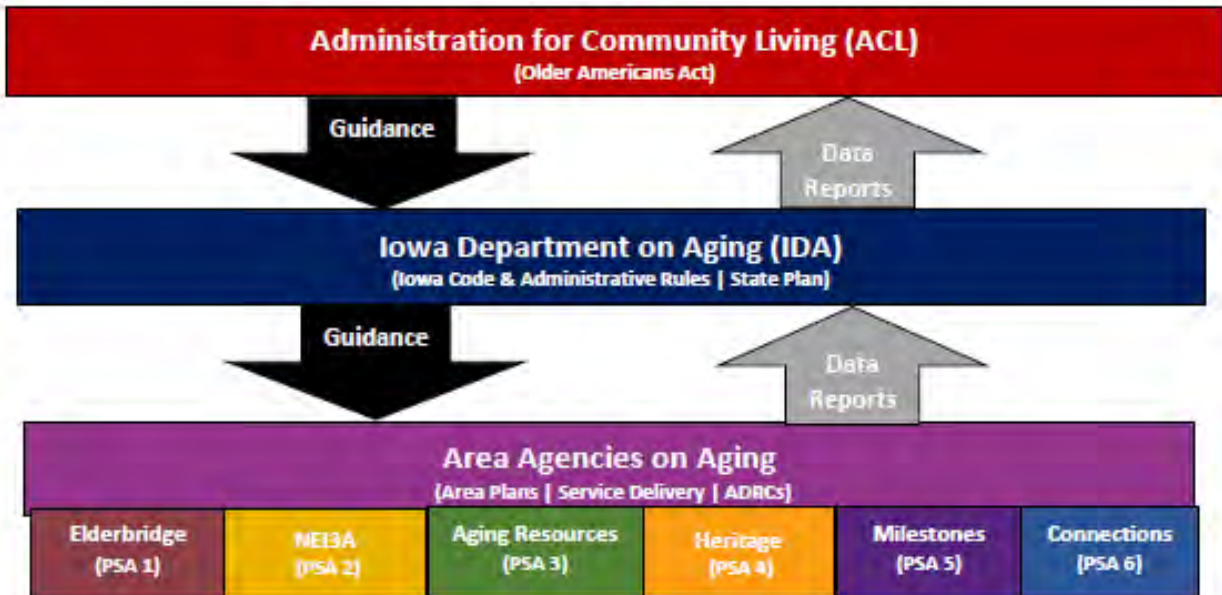 Administration for Community Living (ACL)
(Older Americans Act)
Guidance
Data
Reports
Iowa Department on Aging (IDA)
(Iowa Code & Administrative Rules | State Plan)
Guidance
Data
Reports
Area Agencies on Aging
(Area Plans | Service Delivery | ADRCs)
Elderbridge
(PSA 1)
NEI3A
(PSA 2)
Aging Resources
(PSA 3)
Heritage
(PSA 4)
Milestones
(PSA 5)
Connections
(PSA 6)